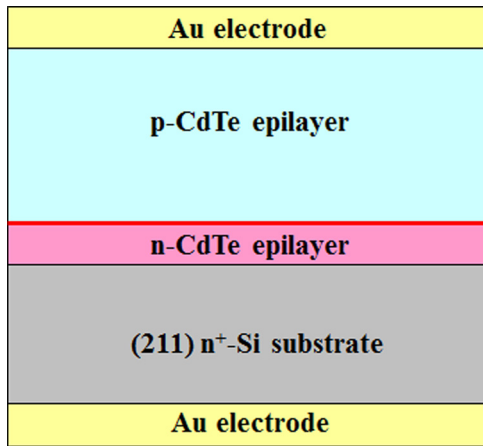 Au electrode
p-CdTe epilayer
n-CdTe epilayer
(211) n⁺-Si substrate
Au electrode